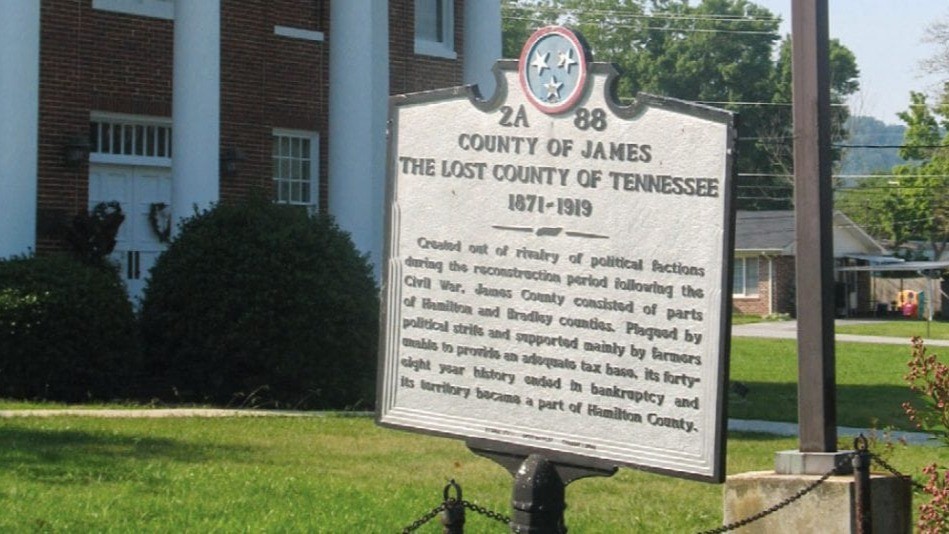 2A 88
COUNTY OF JAMES
THE LOST COUNTY OF TENNESSEE
1871-1919
Created out of rivalry of political factions
during the reconstruction period following the
Civil War, James County consisted of parts
of Hamilton and Bradley counties. Plagued by
political strife and supported mainly by farmers
unable to provide an adequate tax base, its forty-
eight year history ended in bankruptcy and
its territory became a part of Hamilton County.